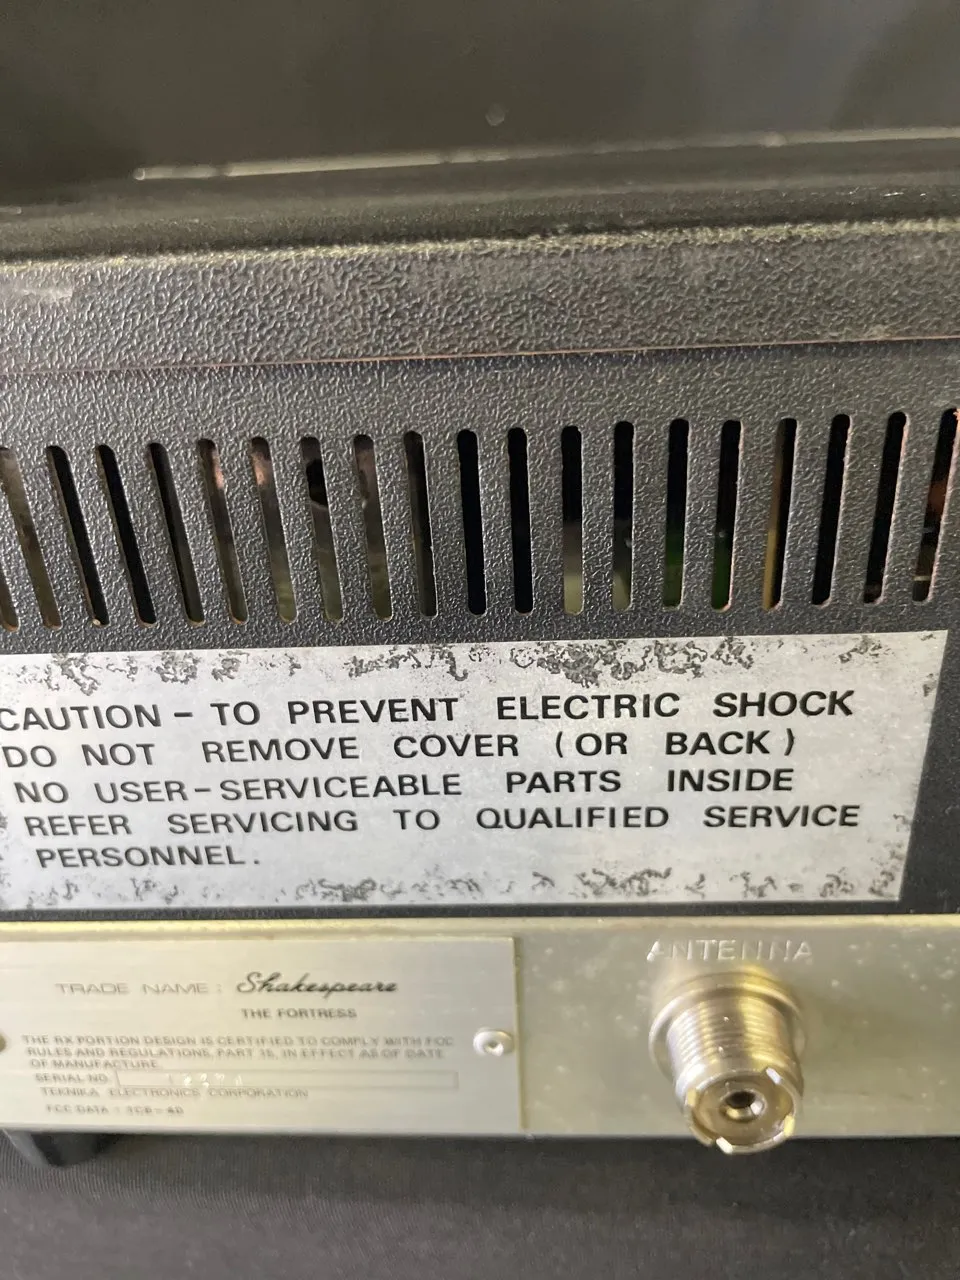 CAUTION – TO PREVENT ELECTRIC SHOCK
DO NOT REMOVE COVER (OR BACK)
NO USER–SERVICEABLE PARTS INSIDE
REFER SERVICING TO QUALIFIED SERVICE
PERSONNEL.
ANTENNA
TRADE NAME: Shakespeare
THE FORTRESS
THE RX PORTION DESIGN IS CERTIFIED TO COMPLY WITH FCC
RULES AND REGULATIONS, PART 15, IN EFFECT AS OF DATE
OF MANUFACTURE.
SERIAL NO.
TEKNIKA ELECTRONICS CORPORATION
FCC DATA